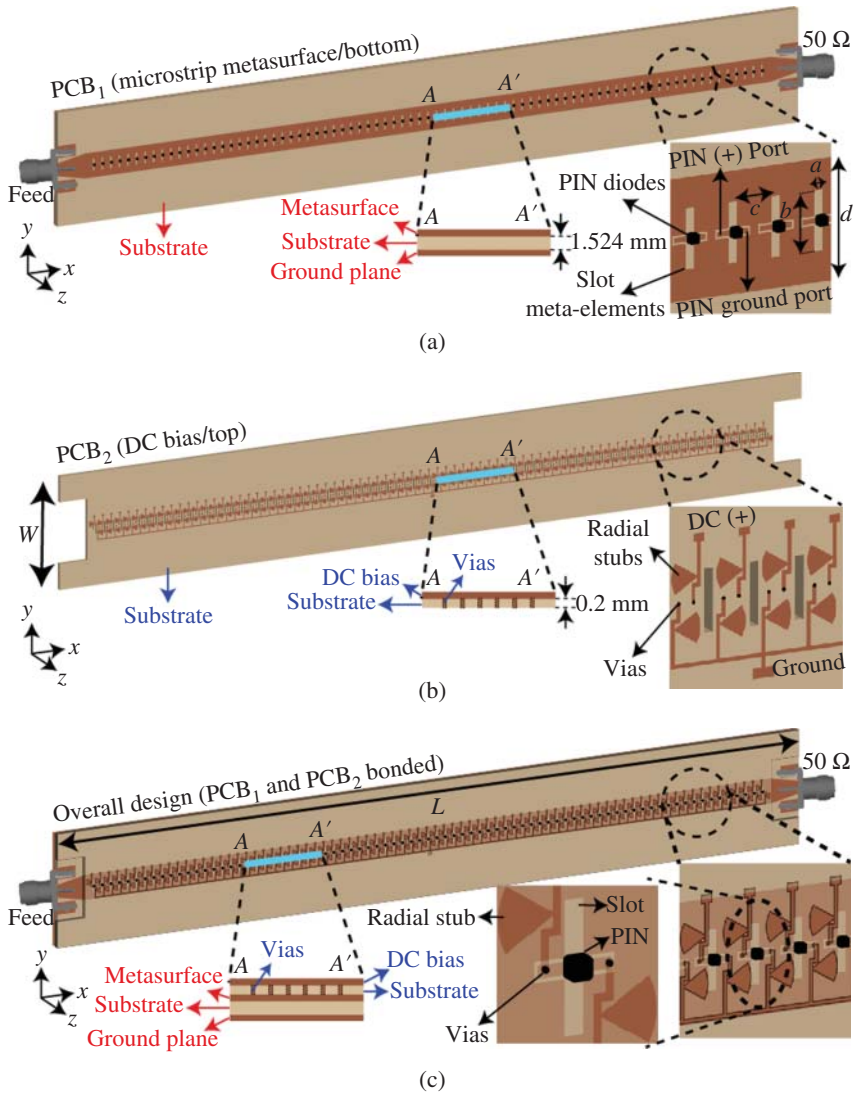 50 Ω
PCB1 (microstrip metasurface/bottom)
A
A′
Feed
y
x
z
Substrate
Metasurface
A
A′
Substrate
1.524 mm
Ground plane
PIN (+) Port
PIN diodes
a
c
b
d
Slot
meta-elements
PIN ground port
(a)
PCB2 (DC bias/top)
A
A′
W
y
x
z
Substrate
Vias
DC bias
A
A′
Substrate
0.2 mm
DC (+)
Radial
stubs
Vias
Ground
(b)
50 Ω
Overall design (PCB1 and PCB2 bonded)
L
A
A′
Feed
y
x
z
Vias
A
A′
DC bias
Metasurface
Substrate
Substrate
Ground plane
Radial stub
Slot
PIN
Vias
(c)